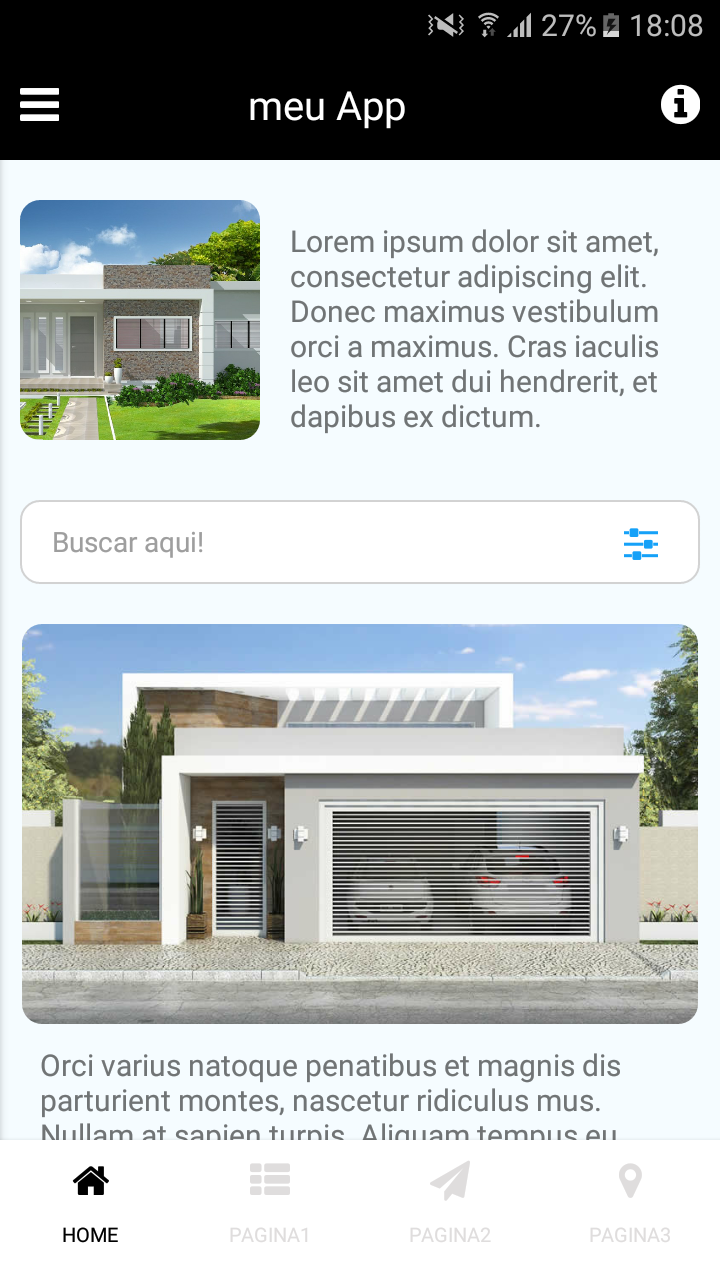 27% 18:08
meu App
Lorem ipsum dolor sit amet,
consectetur adipiscing elit.
Donec maximus vestibulum
orci a maximus. Cras iaculis
leo sit amet dui hendrerit, et
dapibus ex dictum.
Buscar aqui!
Orci varius natoque penatibus et magnis dis
parturient montes, nascetur ridiculus mus.
Nullam at sapien turpis. Aliquam tempus eu
HOME PAGINA1 PAGINA2 PAGINA3